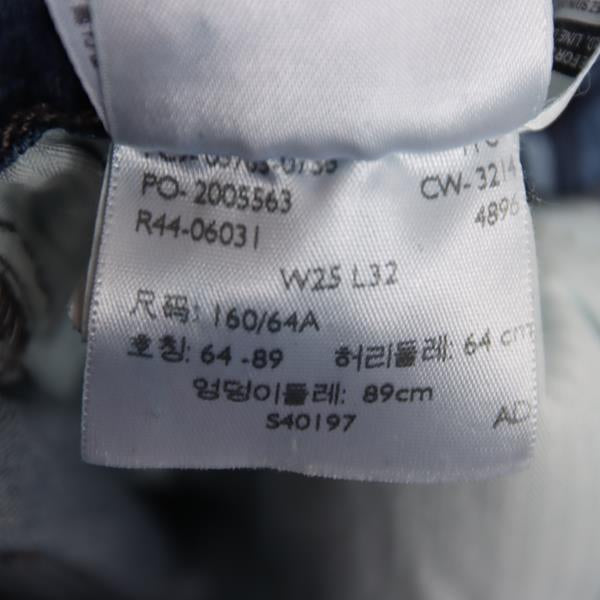 PO- 2005563
CW- 3214
R44-06031
4896
W25 L32
尺码: 160/64A
호칭: 64 -89 허리둘레: 64 cm
엉덩이둘레: 89cm
S40197
AD